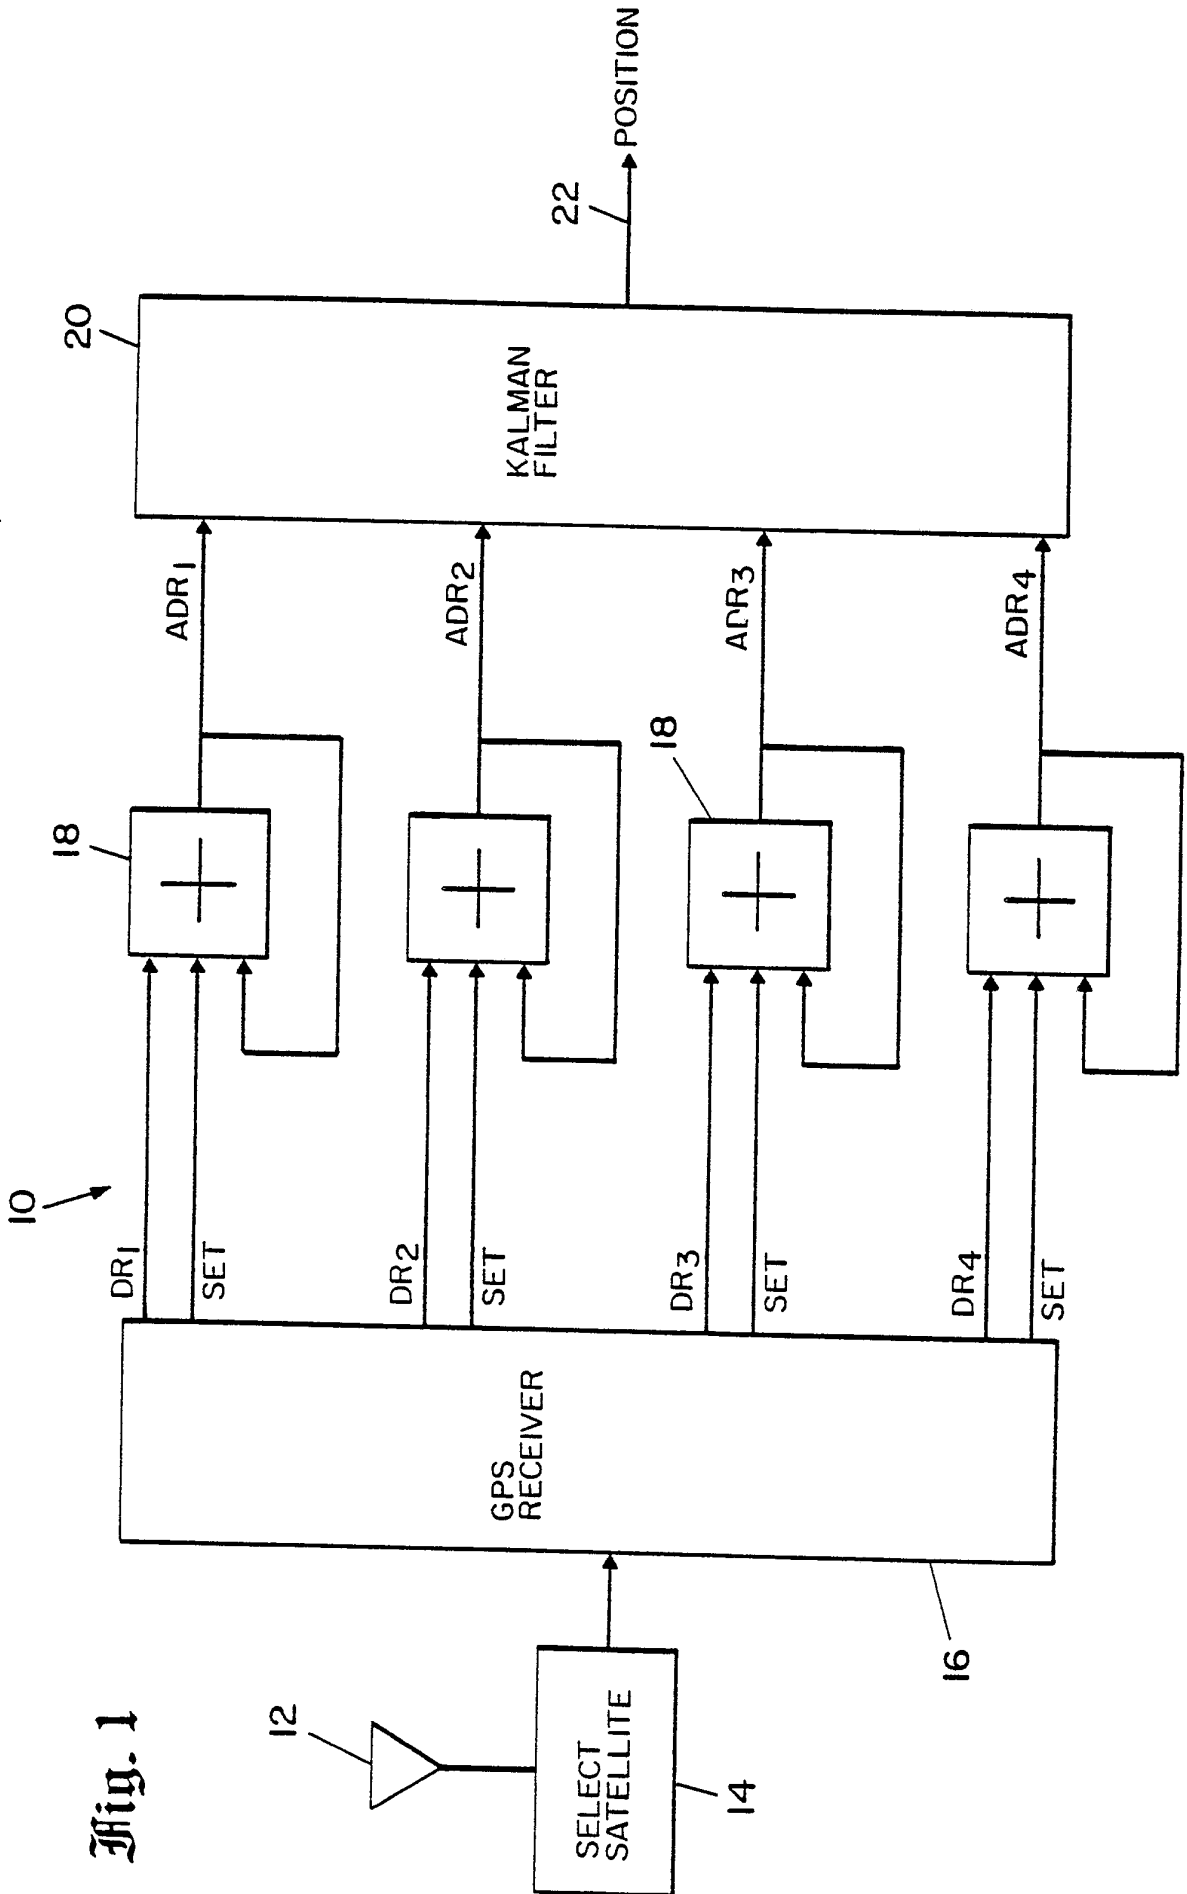 Fig. 1
10
12
SELECT
SATELLITE
14
GPS
RECEIVER
16
DR1
SET
DR2
SET
DR3
SET
DR4
SET
18
18
ADR1
ADR2
ADR3
ADR4
20
KALMAN
FILTER
22
POSITION